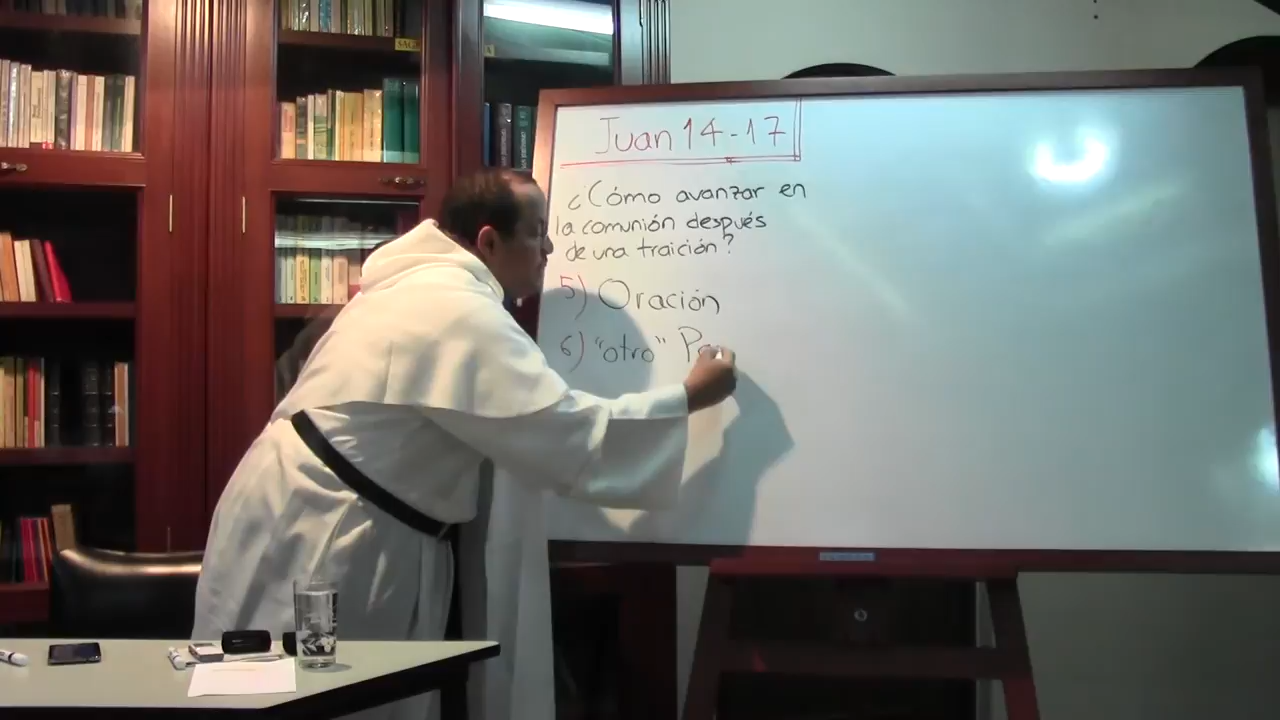 Juan 14-17
¿Cómo avanzar en
la comunión después
de una traición?
5) Oración
6) "otro" Pa